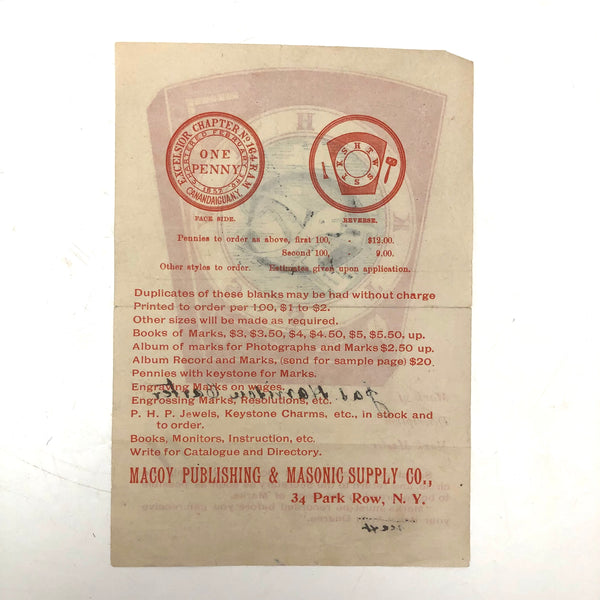 EXCELSIOR CHAPTER No 164 R.A.M.
CHARTERED FEBRUARY
1852
ONE PENNY
CANANDAIGUA, N.Y.
HTWSSTKS
FACE SIDE.
REVERSE.
Pennies to order as above, first 100, - $12.00.
Second 100, 9.00.
Other styles to order. Estimates given upon application.
Duplicates of these blanks may be had without charge
Printed to order per 100, $1 to $2.
Other sizes will be made as required.
Books of Marks, $3, $3.50, $4, $4.50, $5, $5.50, up.
Album of marks for Photographs and Marks $2.50 up.
Album Record and Marks, (send for sample page) $20
Pennies with keystone for Marks.
Engraving Marks on wages.
Engrossing Marks, Resolutions, etc.
P. H. P. Jewels, Keystone Charms, etc., in stock and
to order.
Books, Monitors, Instruction, etc.
Write for Catalogue and Directory.
MACOY PUBLISHING & MASONIC SUPPLY CO.,
34 Park Row, N. Y.